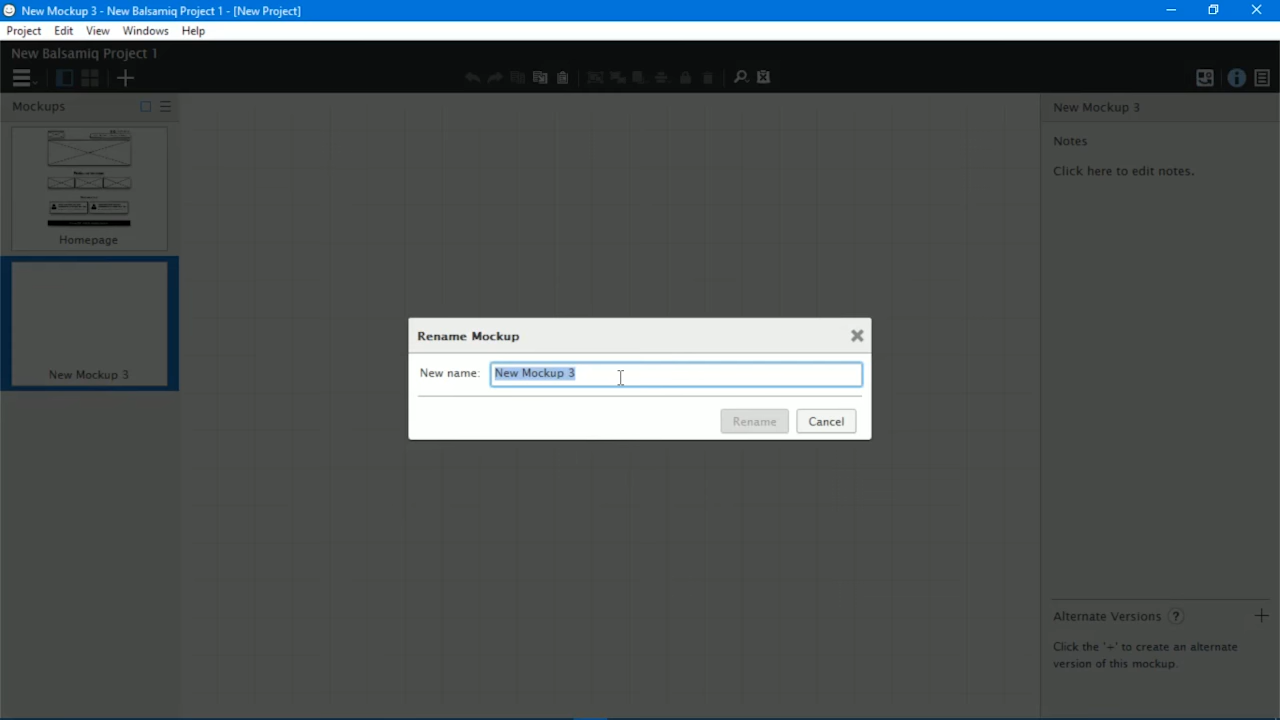 New Mockup 3 - New Balsamiq Project 1 - [New Project]
Project Edit View Windows Help
New Balsamiq Project 1
Mockups
Homepage
New Mockup 3
Rename Mockup
New name: New Mockup 3
Rename Cancel
New Mockup 3
Notes
Click here to edit notes.
Alternate Versions ?
Click the '+' to create an alternate
version of this mockup.